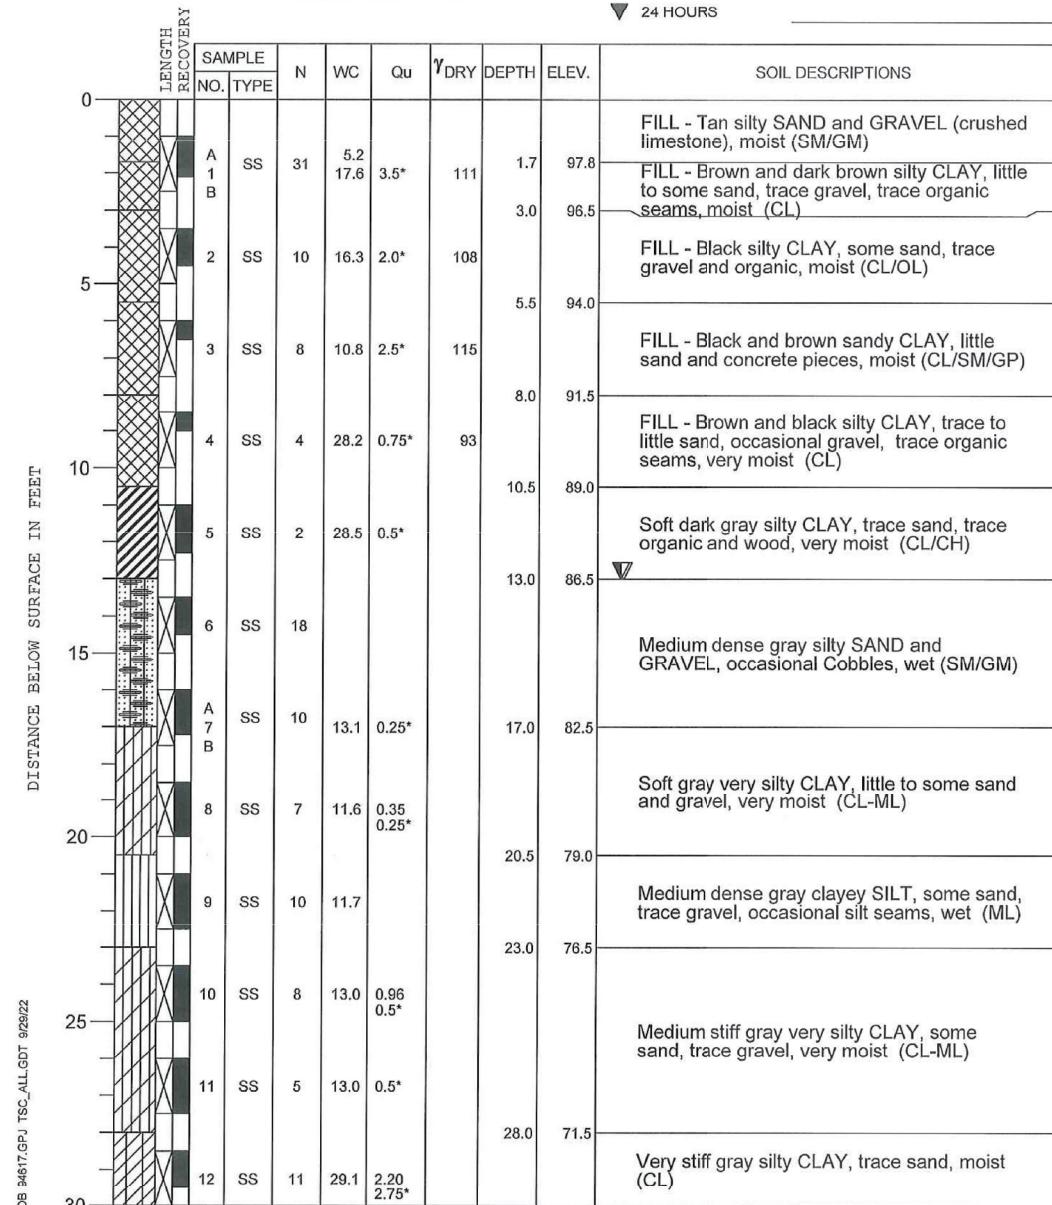 24 HOURS
LENGTH
RECOVERY
SAMPLE
NO. TYPE N WC Qu γDRY DEPTH ELEV. SOIL DESCRIPTIONS
0
FILL - Tan silty SAND and GRAVEL (crushed
limestone), moist (SM/GM)
A 5.2
1 SS 31 17.6 3.5* 111 1.7 97.8
B
FILL - Brown and dark brown silty CLAY, little
to some sand, trace gravel, trace organic
seams, moist (CL)
3.0 96.5
FILL - Black silty CLAY, some sand, trace
gravel and organic, moist (CL/OL)
2 SS 10 16.3 2.0* 108
5
5.5 94.0
FILL - Black and brown sandy CLAY, little
sand and concrete pieces, moist (CL/SM/GP)
3 SS 8 10.8 2.5* 115
8.0 91.5
FILL - Brown and black silty CLAY, trace to
little sand, occasional gravel, trace organic
seams, very moist (CL)
4 SS 4 28.2 0.75* 93
10
10.5 89.0
Soft dark gray silty CLAY, trace sand, trace
organic and wood, very moist (CL/CH)
5 SS 2 28.5 0.5*
13.0 86.5
6 SS 18
Medium dense gray silty SAND and
GRAVEL, occasional Cobbles, wet (SM/GM)
15
A
7 SS 10 13.1 0.25* 17.0 82.5
B
Soft gray very silty CLAY, little to some sand
and gravel, very moist (CL-ML)
8 SS 7 11.6 0.35
0.25*
20
20.5 79.0
Medium dense gray clayey SILT, some sand,
trace gravel, occasional silt seams, wet (ML)
9 SS 10 11.7
23.0 76.5
10 SS 8 13.0 0.96
0.5*
25
Medium stiff gray very silty CLAY, some
sand, trace gravel, very moist (CL-ML)
11 SS 5 13.0 0.5*
28.0 71.5
Very stiff gray silty CLAY, trace sand, moist
(CL)
12 SS 11 29.1 2.20
2.75*
30
DISTANCE BELOW SURFACE IN FEET
94617.GPJ TSC_ALL.GDT 9/29/22